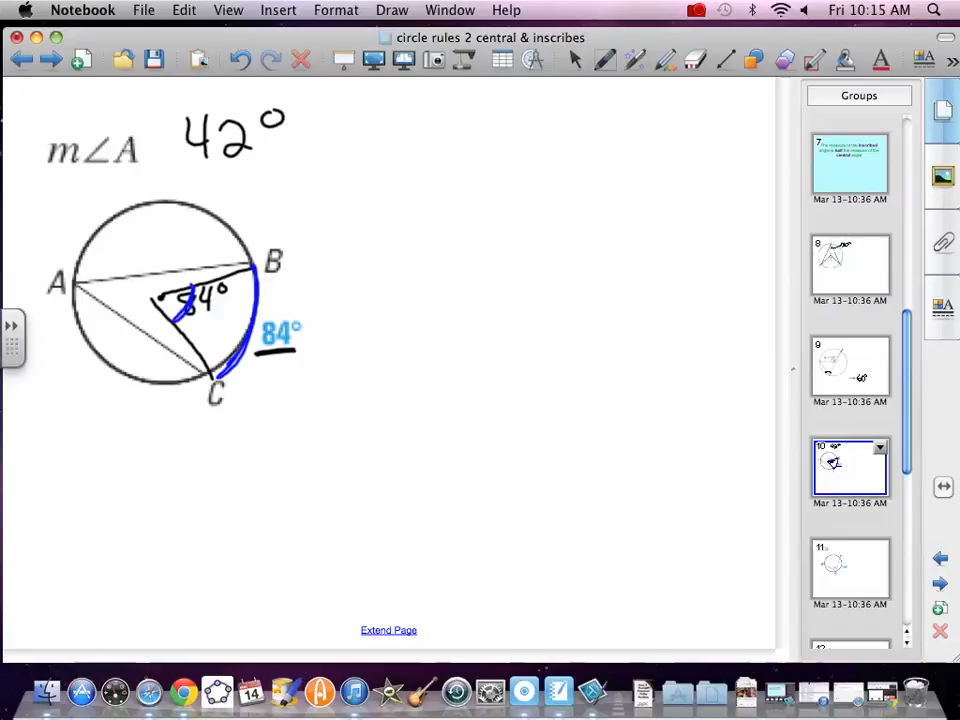 Notebook File Edit View Insert Format Draw Window Help Fri 10:15 AM
circle rules 2 central & inscribes
Groups
m∠A 42°
A
B
84°
84°
C
7
Mar 13-10:36 AM
8
Mar 13-10:36 AM
9
Mar 13-10:36 AM
10
Mar 13-10:36 AM
11
Mar 13-10:36 AM
Extend Page
14